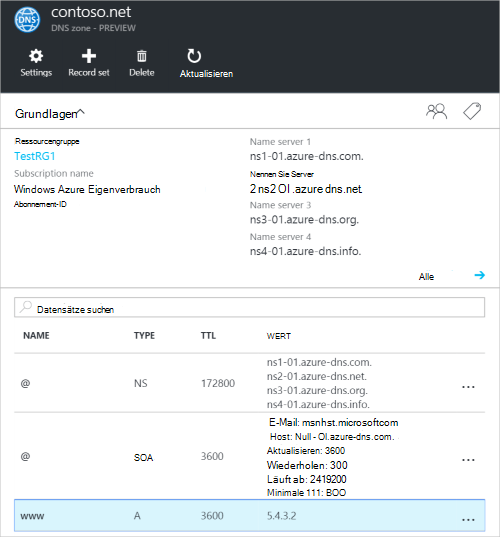 contoso.net
DNS
DNS zone - PREVIEW
Settings
Record set
Delete
Aktualisieren
Grundlagen
Ressourcengruppe
Name server 1
TestRG1
ns1-01.azure-dns.com.
Subscription name
Nennen Sie Server
Windows Azure Eigenverbrauch
2 ns2 OI .azure dns.net.
Abonnement-ID
Name server 3
ns3-01.azure-dns.org.
Name server 4
ns4-01.azure-dns.info.
Alle
Datensätze suchen
NAME TYPE TTL WERT
ns1-01.azure-dns.com.
ns2-01.azure-dns.net.
@ NS 172800 ...
ns3-01.azure-dns.org.
ns4-01.azure-dns.info.
E-Mail: msnhst.microsoftcom
Host: Null - OI.azure-dns.com.
Aktualisieren: 3600
@ SOA 3600 ...
Wiederholen: 300
Läuft ab: 2419200
Minimale 111: BOO
www A 3600 5.4.3.2 ...